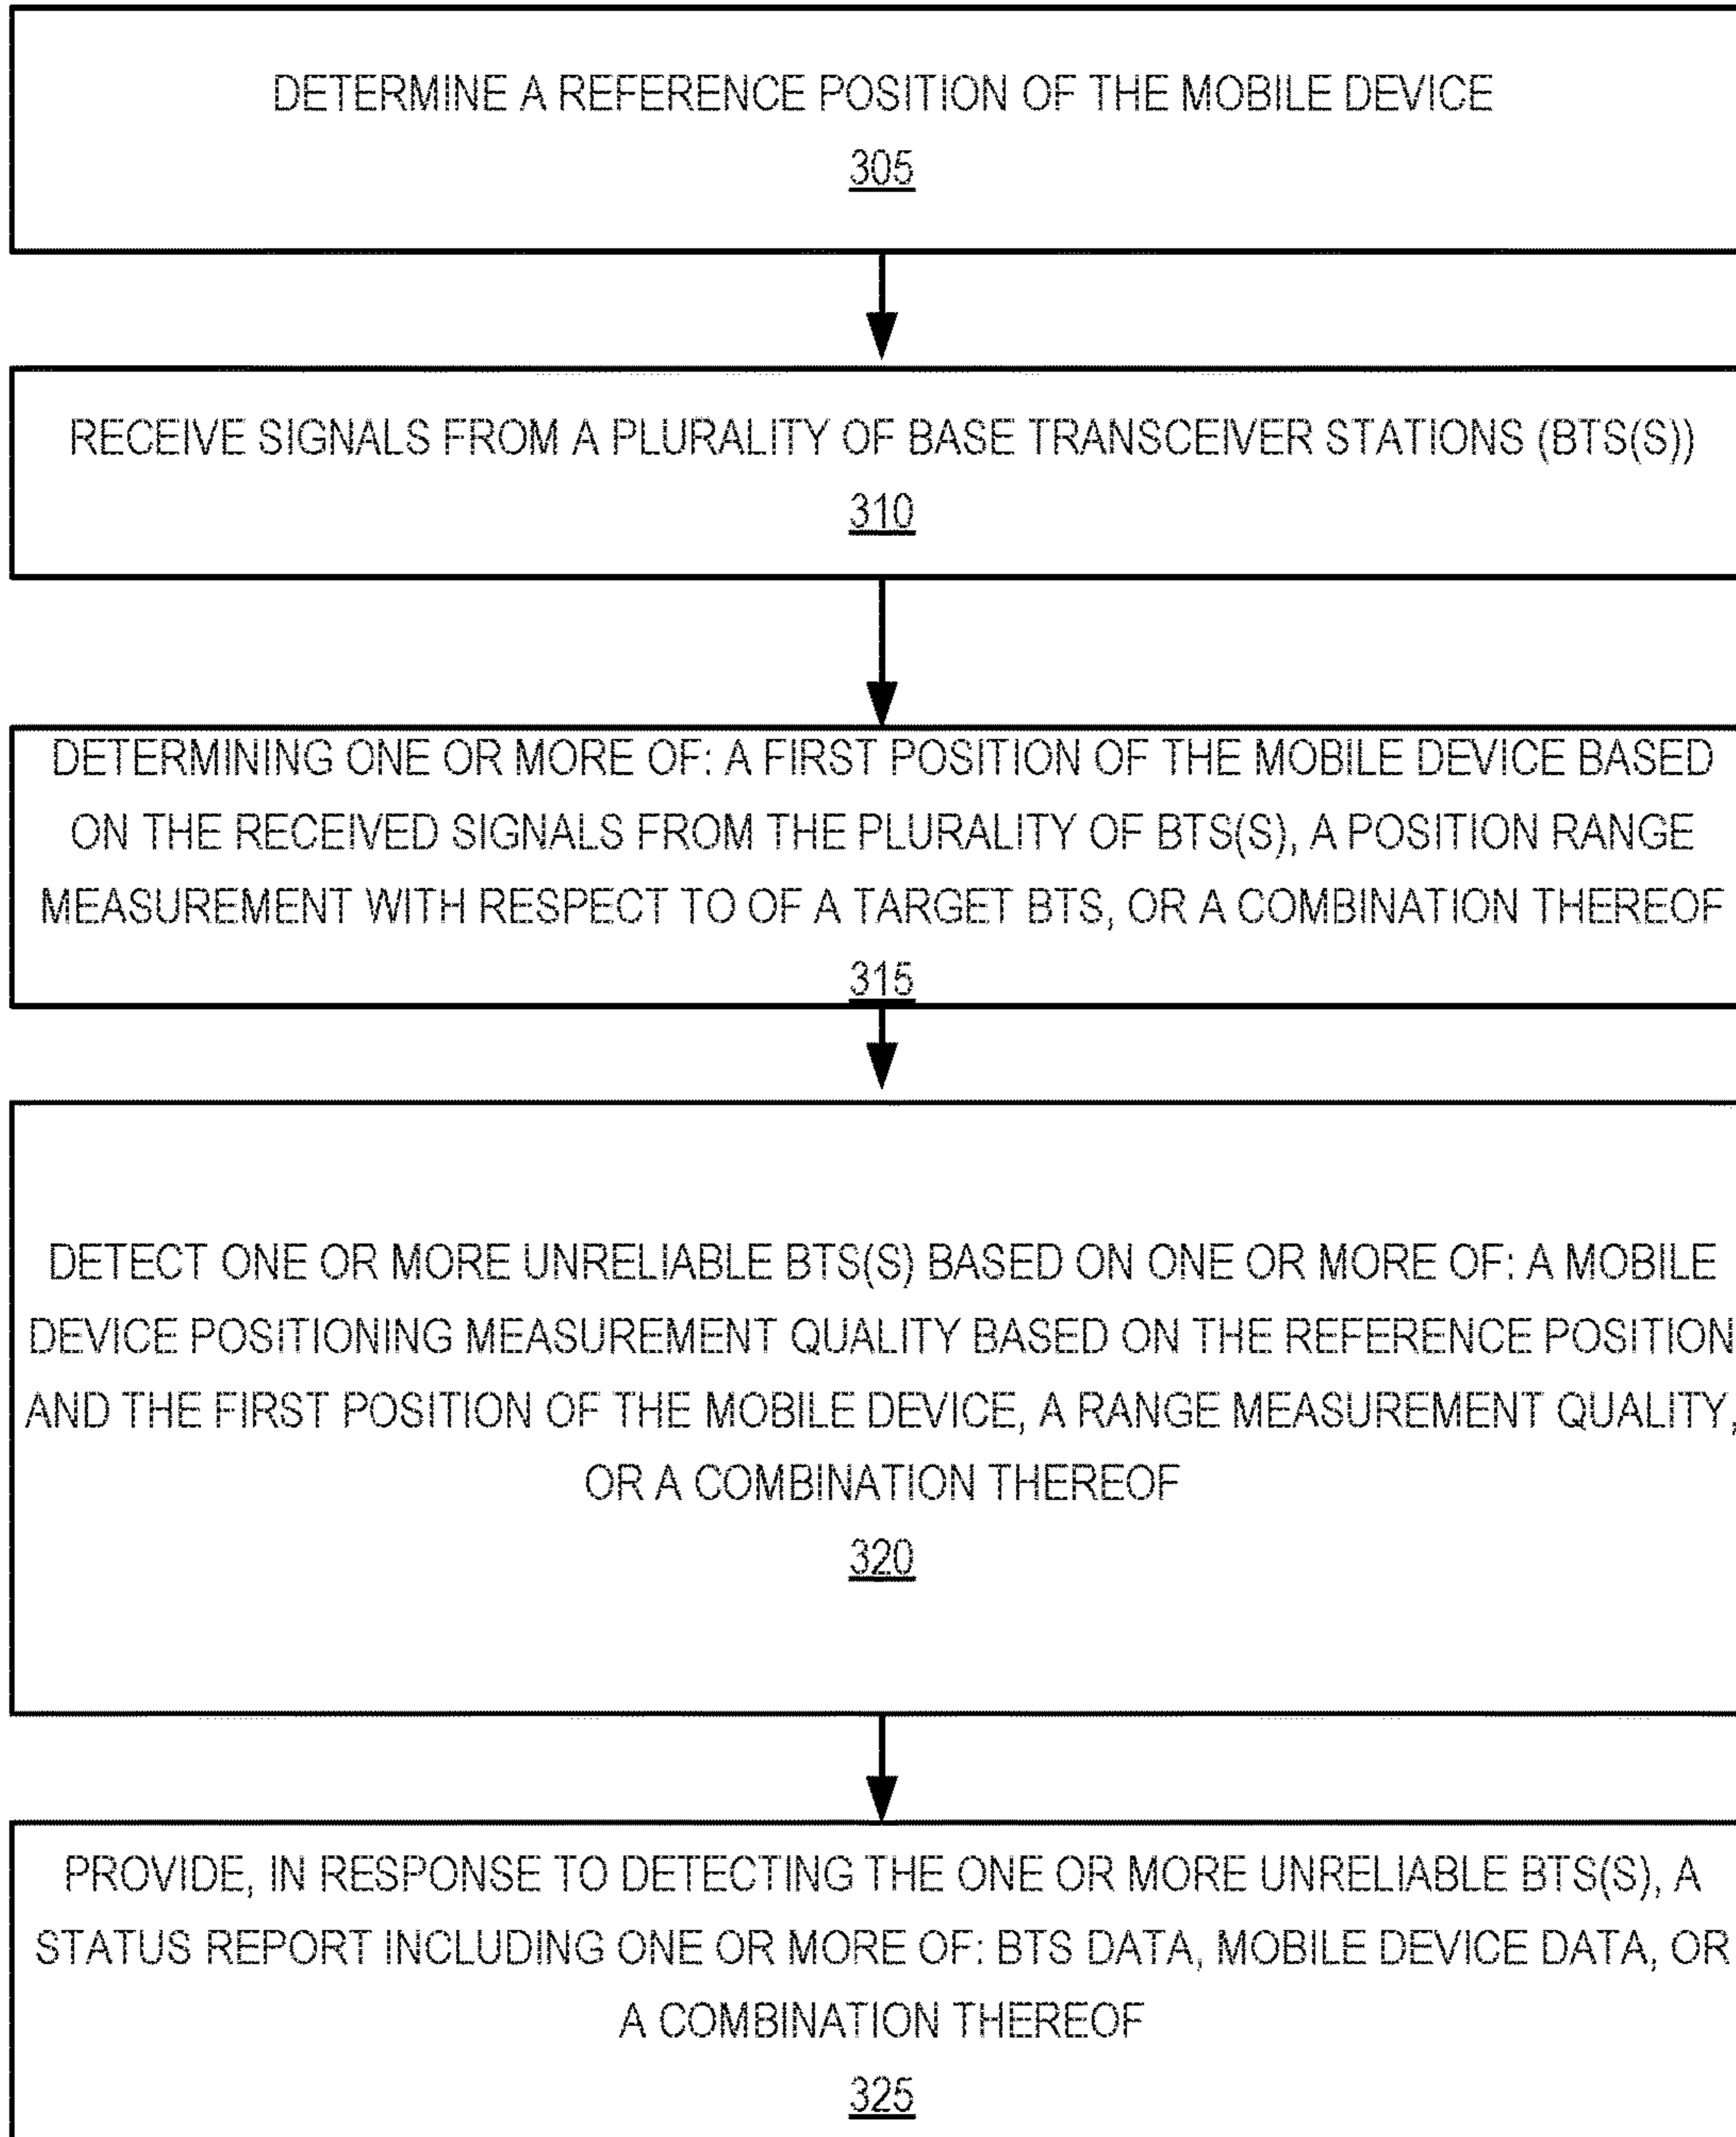 DETERMINE A REFERENCE POSITION OF THE MOBILE DEVICE
305
RECEIVE SIGNALS FROM A PLURALITY OF BASE TRANSCEIVER STATIONS (BTS(S))
310
DETERMINING ONE OR MORE OF: A FIRST POSITION OF THE MOBILE DEVICE BASED
ON THE RECEIVED SIGNALS FROM THE PLURALITY OF BTS(S), A POSITION RANGE
MEASUREMENT WITH RESPECT TO OF A TARGET BTS, OR A COMBINATION THEREOF
315
DETECT ONE OR MORE UNRELIABLE BTS(S) BASED ON ONE OR MORE OF: A MOBILE
DEVICE POSITIONING MEASUREMENT QUALITY BASED ON THE REFERENCE POSITION
AND THE FIRST POSITION OF THE MOBILE DEVICE, A RANGE MEASUREMENT QUALITY,
OR A COMBINATION THEREOF
320
PROVIDE, IN RESPONSE TO DETECTING THE ONE OR MORE UNRELIABLE BTS(S), A
STATUS REPORT INCLUDING ONE OR MORE OF: BTS DATA, MOBILE DEVICE DATA, OR
A COMBINATION THEREOF
325